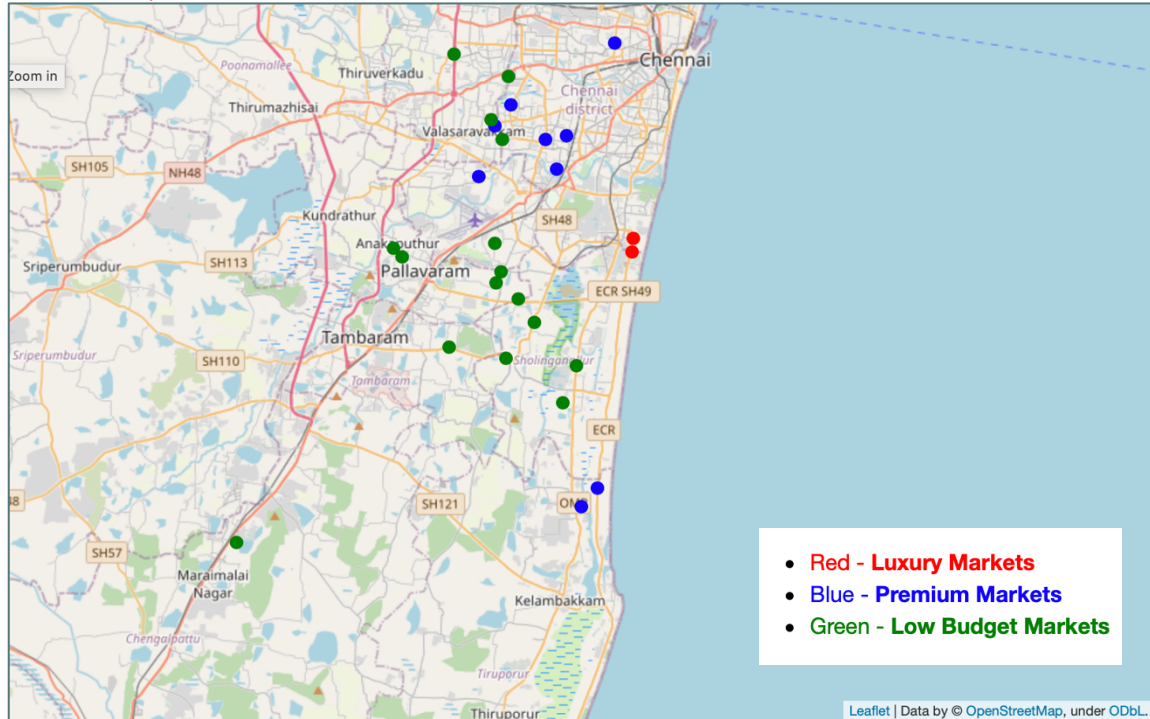 Chennai
Poonamallee
Thiruverkadu
Zoom in
Chennai
district
Thirumazhisai
Valasaravakkam
SH105
NH48
Kundrathur
SH48
Anakaputhur
Pallavaram
SH113
Sriperumbudur
ECR SH49
Tambaram
Sriperumbudur
SH110
Sholinganallur
Tambaram
ECR
48
SH121
OMR
SH57
Red - Luxury Markets
Maraimalai
Nagar
Blue - Premium Markets
Kelambakkam
Green - Low Budget Markets
Chengalpattu
Tiruporur
Thiruporur
Leaflet | Data by © OpenStreetMap, under ODbL.